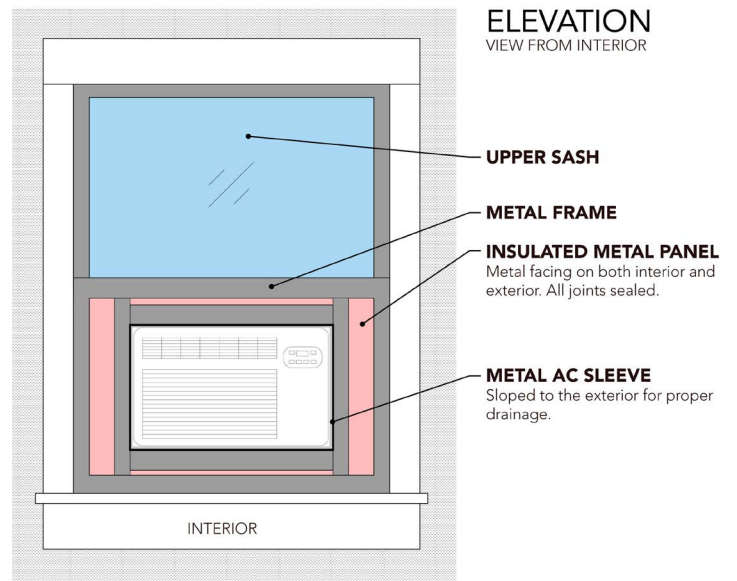 ELEVATION
VIEW FROM INTERIOR
UPPER SASH
METAL FRAME
INSULATED METAL PANEL
Metal facing on both interior and
exterior. All joints sealed.
METAL AC SLEEVE
Sloped to the exterior for proper
drainage.
INTERIOR